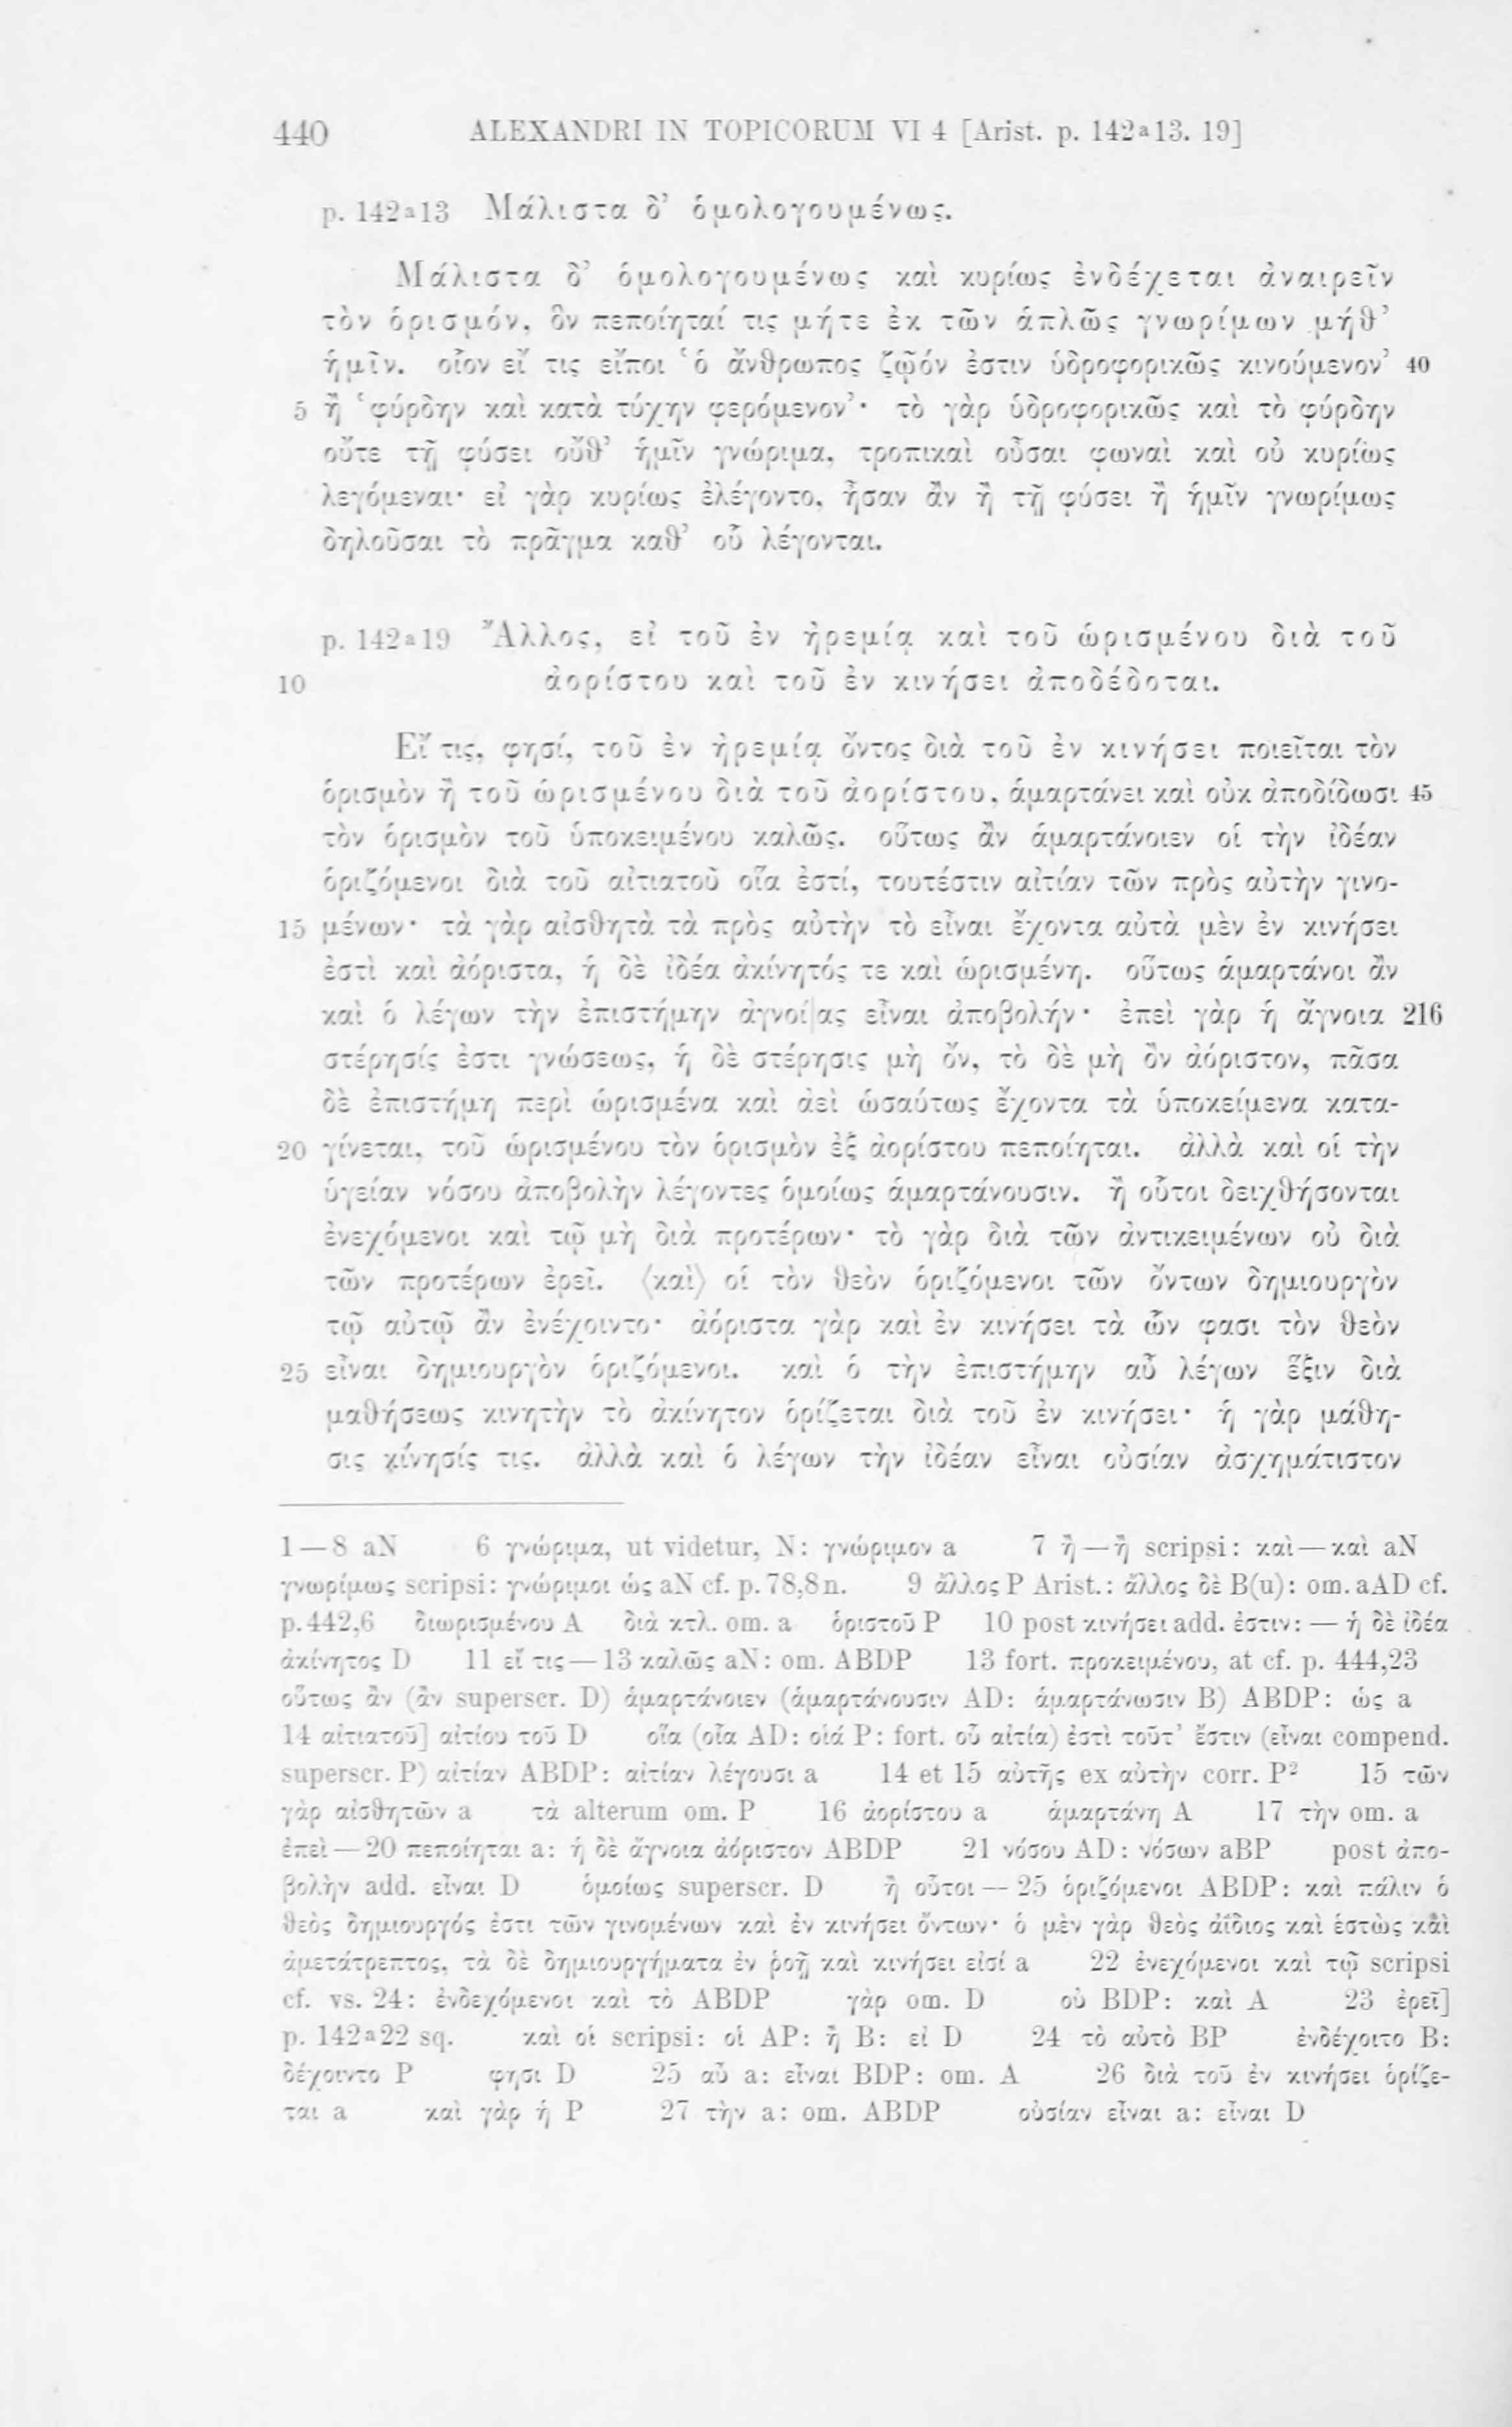 440 ALEXANDRI IN TOPICORUM VI 4 [Arist. p. 142ª13. 19]
p. 142ª13 Μάλιστα δ’ ὁμολογουμένως.
Μάλιστα δ’ ὁμολογουμένως καὶ κυρίως ἐνδέχεται ἀναιρεῖν
τὸν ὁρισμόν, ὃν πεποίηταί τις μήτε ἐκ τῶν ἁπλῶς γνωρίμων μήθ’
ἡμῖν. οἷον εἴ τις εἴποι ‘ὁ ἄνθρωπος ζῷόν ἐστιν ὑδροφορικῶς κινούμενον’ 40
5 ἢ ‘φύρδην καὶ κατὰ τύχην φερόμενον’· τὸ γὰρ ὑδροφορικῶς καὶ τὸ φύρδην
οὔτε τῇ φύσει οὔθ’ ἡμῖν γνώριμα, τροπικαὶ οὖσαι φωναὶ καὶ οὐ κυρίως
λεγόμεναι· εἰ γὰρ κυρίως ἐλέγοντο, ἦσαν ἂν ἢ τῇ φύσει ἢ ἡμῖν γνωρίμως
δηλοῦσαι τὸ πρᾶγμα καθ’ οὗ λέγονται.
p. 142ª19 Ἄλλος, εἰ τοῦ ἐν ἠρεμίᾳ καὶ τοῦ ὡρισμένου διὰ τοῦ
10 ἀορίστου καὶ τοῦ ἐν κινήσει ἀποδέδοται.
Εἴ τις, φησί, τοῦ ἐν ἠρεμίᾳ ὄντος διὰ τοῦ ἐν κινήσει ποιεῖται τὸν
ὁρισμὸν ἢ τοῦ ὡρισμένου διὰ τοῦ ἀορίστου, ἁμαρτάνει καὶ οὐκ ἀποδίδωσι 45
τὸν ὁρισμὸν τοῦ ὑποκειμένου καλῶς. οὕτως ἂν ἁμαρτάνοιεν οἱ τὴν ἰδέαν
ὁριζόμενοι διὰ τοῦ αἰτιατοῦ οἵα ἐστί, τουτέστιν αἰτίαν τῶν πρὸς αὐτὴν γινο-
15 μένων· τὰ γὰρ αἰσθητὰ τὰ πρὸς αὐτὴν τὸ εἶναι ἔχοντα αὐτὰ μὲν ἐν κινήσει
ἐστὶ καὶ ἀόριστα, ἡ δὲ ἰδέα ἀκίνητός τε καὶ ὡρισμένη. οὕτως ἁμαρτάνοι ἂν
καὶ ὁ λέγων τὴν ἐπιστήμην ἀγνοί|ας εἶναι ἀποβολήν· ἐπεὶ γὰρ ἡ ἄγνοια 216
στέρησίς ἐστι γνώσεως, ἡ δὲ στέρησις μὴ ὄν, τὸ δὲ μὴ ὂν ἀόριστον, πᾶσα
δὲ ἐπιστήμη περὶ ὡρισμένα καὶ ἀεὶ ὡσαύτως ἔχοντα τὰ ὑποκείμενα κατα-
20 γίνεται, τοῦ ὡρισμένου τὸν ὁρισμὸν ἐξ ἀορίστου πεποίηται. ἀλλὰ καὶ οἱ τὴν
ὑγείαν νόσου ἀποβολὴν λέγοντες ὁμοίως ἁμαρτάνουσιν. ἢ οὗτοι δειχθήσονται
ἐνεχόμενοι καὶ τῷ μὴ διὰ προτέρων· τὸ γὰρ διὰ τῶν ἀντικειμένων οὐ διὰ
τῶν προτέρων ἐρεῖ. ⟨καὶ⟩ οἱ τὸν θεὸν ὁριζόμενοι τῶν ὄντων δημιουργὸν
τῷ αὐτῷ ἂν ἐνέχοιντο· ἀόριστα γὰρ καὶ ἐν κινήσει τὰ ὧν φασι τὸν θεὸν
25 εἶναι δημιουργὸν ὁριζόμενοι. καὶ ὁ τὴν ἐπιστήμην αὖ λέγων ἕξιν διὰ
μαθήσεως κινητὴν τὸ ἀκίνητον ὁρίζεται διὰ τοῦ ἐν κινήσει· ἡ γὰρ μάθη-
σις κίνησίς τις. ἀλλὰ καὶ ὁ λέγων τὴν ἰδέαν εἶναι οὐσίαν ἀσχημάτιστον
1—8 aN 6 γνώριμα, ut videtur, N: γνώριμον a 7 ἢ—ἢ scripsi: καὶ—καὶ aN
γνωρίμως scripsi: γνώριμοι ὡς aN cf. p. 78,8n. 9 ἄλλος P Arist.: ἄλλος δὲ B(u): om. aAD cf.
p. 442,6 διωρισμένου A διὰ κτλ. om. a ὁριστοῦ P 10 post κινήσει add. ἐστιν: — ἡ δὲ ἰδέα
ἀκίνητος D 11 εἴ τις—13 καλῶς aN: om. ABDP 13 fort. προκειμένου, at cf. p. 444,23
οὕτως ἂν (ἂν superscr. D) ἁμαρτάνοιεν (ἁμαρτάνουσιν AD: ἁμαρτάνωσιν B) ABDP: ὡς a
14 αἰτιατοῦ] αἰτίου τοῦ D οἵα (οἷα AD: οἱά P: fort. οὗ αἰτία) ἐστὶ τοῦτ’ ἔστιν (εἶναι compend.
superscr. P) αἰτίαν ABDP: αἰτίαν λέγουσι a 14 et 15 αὐτῆς ex αὐτὴν corr. P² 15 τῶν
γὰρ αἰσθητῶν a τὰ alterum om. P 16 ἀορίστου a ἁμαρτάνη A 17 τὴν om. a
ἐπεὶ—20 πεποίηται a: ἡ δὲ ἄγνοια ἀόριστον ABDP 21 νόσου AD: νόσων aBP post ἀπο-
βολὴν add. εἶναι D ὁμοίως superscr. D ἢ οὗτοι—25 ὁριζόμενοι ABDP: καὶ πάλιν ὁ
θεὸς δημιουργός ἐστι τῶν γινομένων καὶ ἐν κινήσει ὄντων· ὁ μὲν γὰρ θεὸς ἀΐδιος καὶ ἑστὼς καὶ
ἀμετάτρεπτος, τὰ δὲ δημιουργήματα ἐν ῥοῇ καὶ κινήσει εἰσί a 22 ἐνεχόμενοι καὶ τῷ scripsi
cf. vs. 24: ἐνδεχόμενοι καὶ τὸ ABDP γὰρ om. D οὐ BDP: καὶ A 23 ἐρεῖ]
p. 142ª22 sq. καὶ οἱ scripsi: οἱ AP: ἢ B: εἰ D 24 τὸ αὐτὸ BP ἐνδέχοιτο B:
δέχοιντο P φησι D 25 αὖ a: εἶναι BDP: om. A 26 διὰ τοῦ ἐν κινήσει ὁρίζε-
ται a καὶ γὰρ ἡ P 27 τὴν a: om. ABDP οὐσίαν εἶναι a: εἶναι D